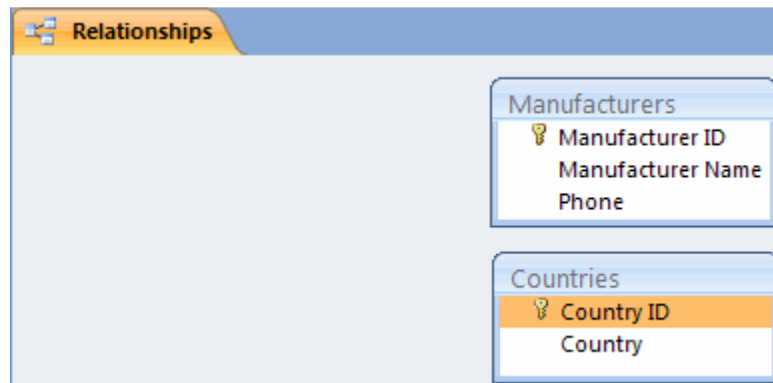 Relationships
Manufacturers
Manufacturer ID
Manufacturer Name
Phone
Countries
Country ID
Country